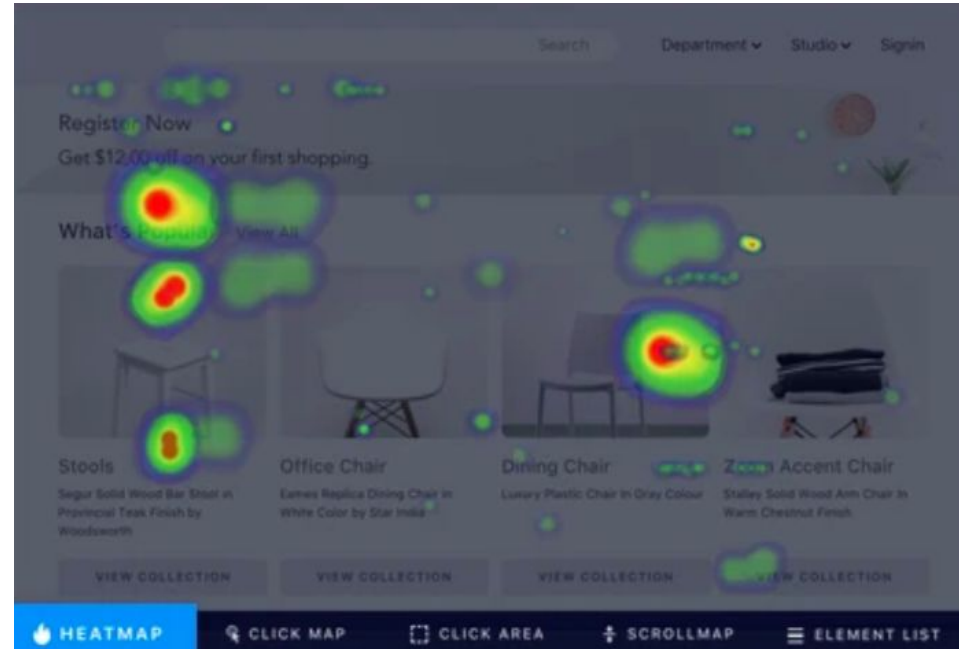 Search Department Studio Signin
Register Now
Get $12.00 off on your first shopping.
What's Popular View All
Stools
Segur Solid Wood Bar Stool in
Provincial Teak Finish by
Woodsworth
Office Chair
Eames Replica Dining Chair In
White Color by Star India
Dining Chair
Luxury Plastic Chair In Gray Colour
Accent Chair
Stalley Solid Wood Arm Chair In
Warm Chestnut Finish
VIEW COLLECTION VIEW COLLECTION VIEW COLLECTION VIEW COLLECTION
HEATMAP CLICK MAP CLICK AREA SCROLLMAP ELEMENT LIST